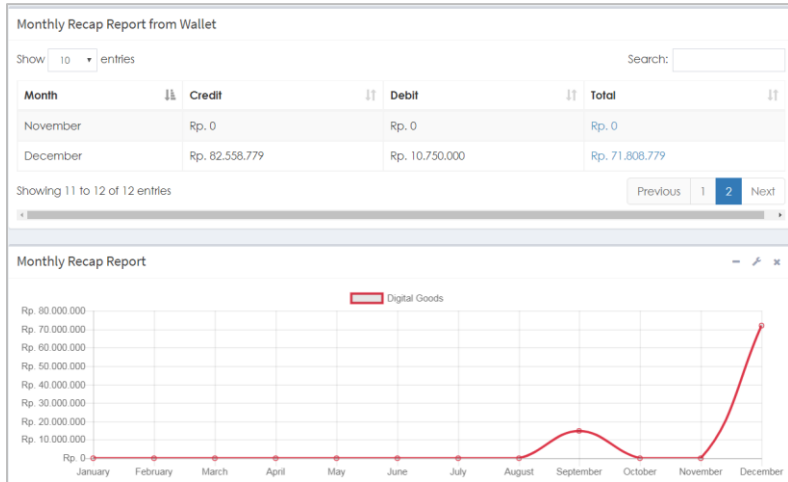 Monthly Recap Report from Wallet
Show 10 entries Search:
Month Credit Debit Total
November Rp. 0 Rp. 0 Rp. 0
December Rp. 82.558.779 Rp. 10.750.000 Rp. 71.808.779
Showing 11 to 12 of 12 entries Previous 1 2 Next
Monthly Recap Report
Digital Goods
Rp. 80.000.000
Rp. 70.000.000
Rp. 60.000.000
Rp. 50.000.000
Rp. 40.000.000
Rp. 30.000.000
Rp. 20.000.000
Rp. 10.000.000
Rp. 0
January February March April May June July August September October November December